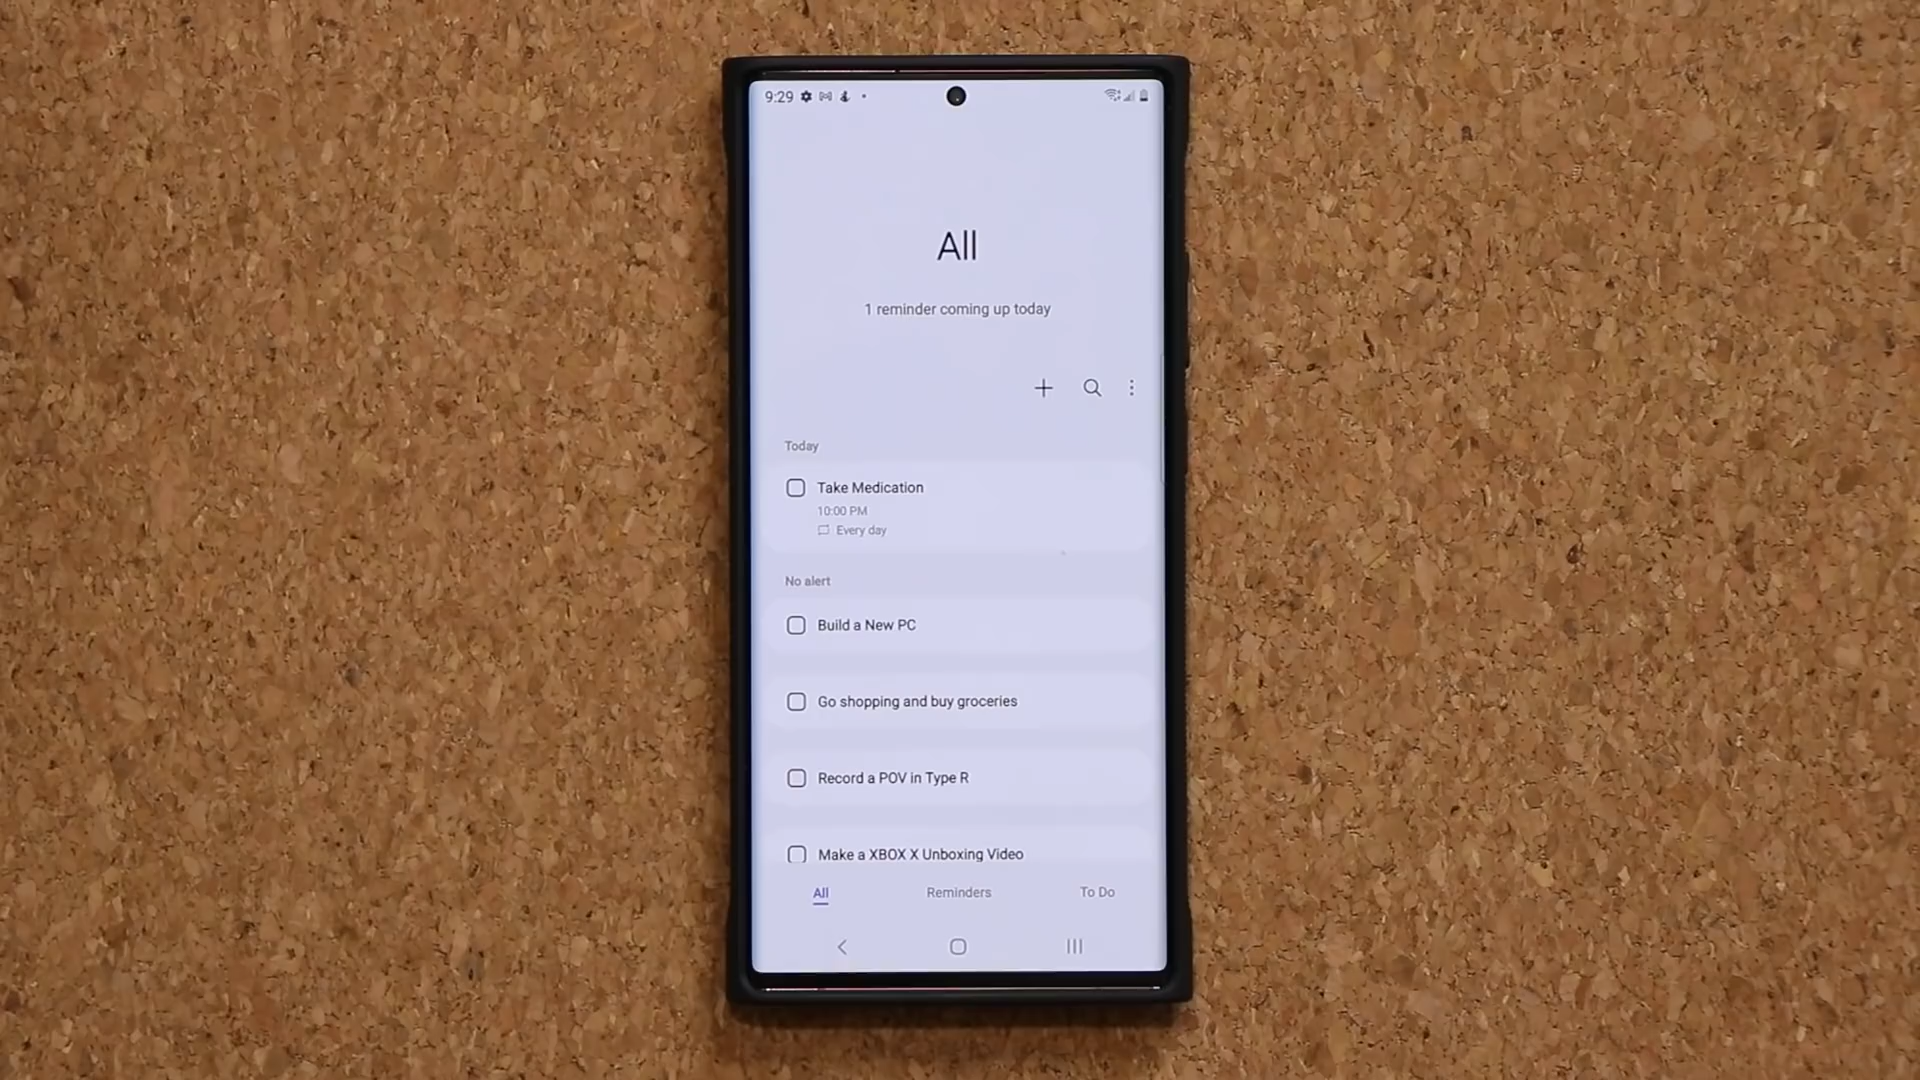 9:29
All
1 reminder coming up today
Today
Take Medication
10:00 PM
Every day
No alert
Build a New PC
Go shopping and buy groceries
Record a POV in Type R
Make a XBOX X Unboxing Video
All Reminders To Do